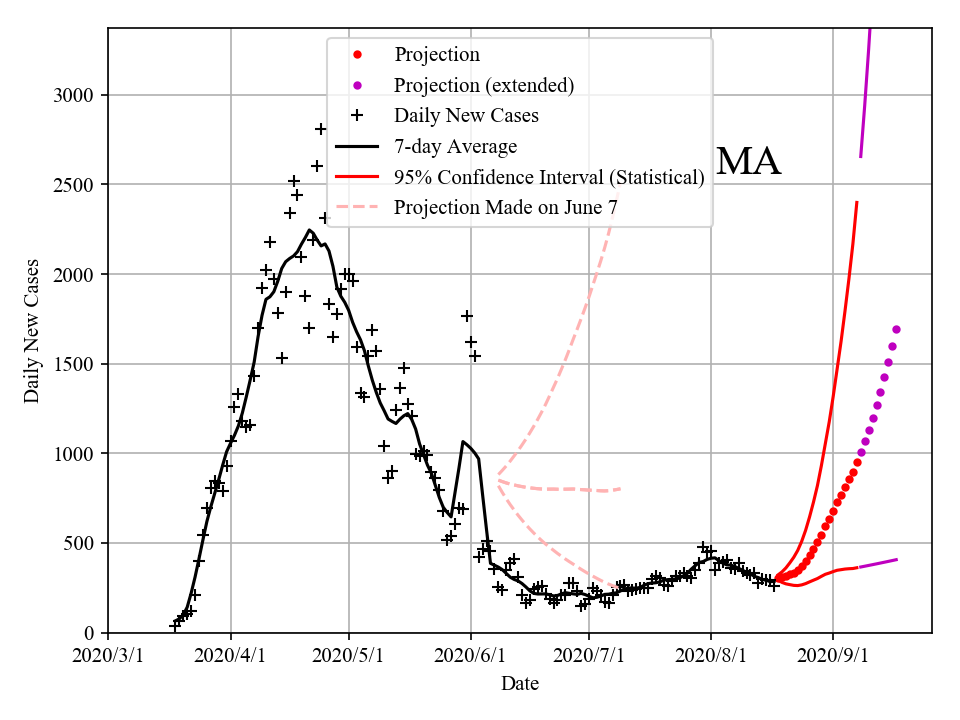 Projection
Projection (extended)
Daily New Cases
7-day Average
95% Confidence Interval (Statistical)
Projection Made on June 7
MA
3000
2500
2000
1500
1000
500
0
Daily New Cases
2020/3/1
2020/4/1
2020/5/1
2020/6/1
2020/7/1
2020/8/1
2020/9/1
Date